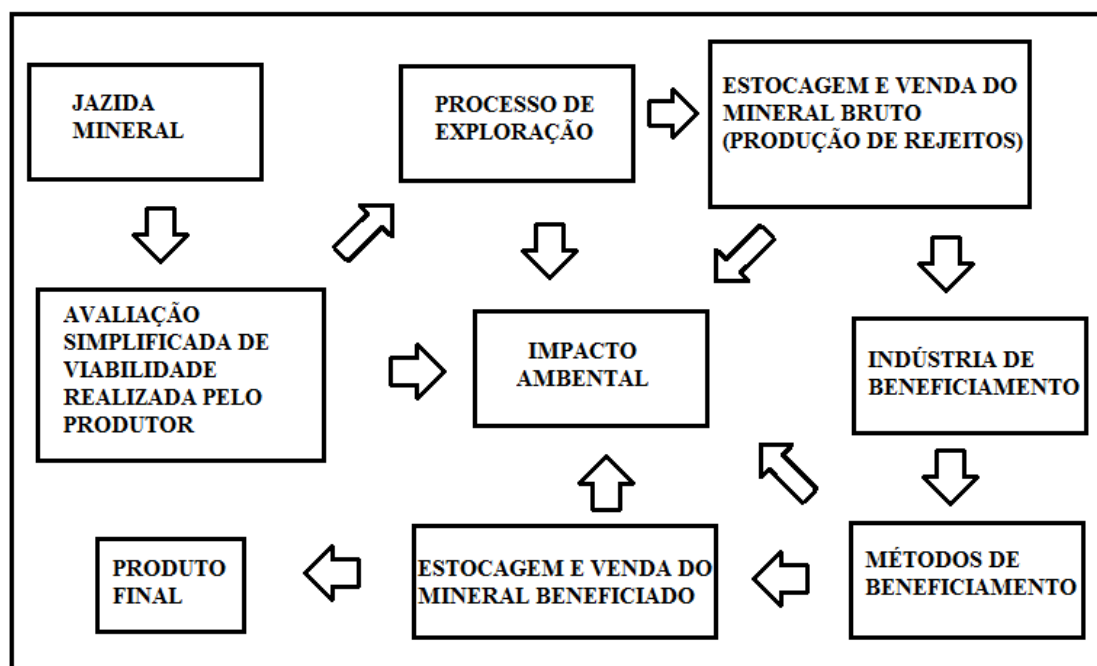 JAZIDA
MINERAL
PROCESSO DE
EXPLORAÇÃO
ESTOCAGEM E VENDA DO
MINERAL BRUTO
(PRODUÇÃO DE REJEITOS)
AVALIAÇÃO
SIMPLIFICADA DE
VIABILIDADE
REALIZADA PELO
PRODUTOR
IMPACTO
AMBENTAL
INDÚSTRIA DE
BENEFICIAMENTO
PRODUTO
FINAL
ESTOCAGEM E VENDA DO
MINERAL BENEFICIADO
MÉTODOS DE
BENEFICIAMENTO